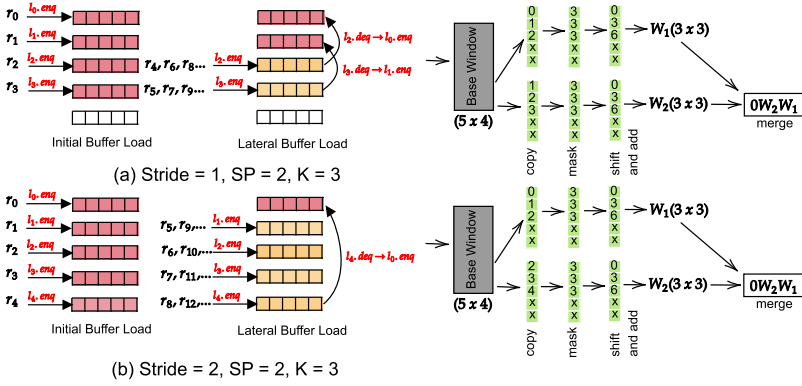 r0 l0.enq
r1 l1.enq
r2 l2.enq
r3 l3.enq
Initial Buffer Load
l2.deq→l0.enq
r4, r6, r8... l2.enq
l3.deq→l1.enq
r5, r7, r9... l3.enq
Lateral Buffer Load
(a) Stride = 1, SP = 2, K = 3
Base Window
(5 x 4)
0 1 2 x x
3 3 3 x x
0 3 6 x x
W1(3 x 3)
1 2 3 x x
3 3 3 x x
0 3 6 x x
W2(3 x 3)
0W2W1
merge
copy
mask
shift
and add
r0 l0.enq
r1 l1.enq
r2 l2.enq
r3 l3.enq
r4 l4.enq
Initial Buffer Load
r5, r9,... l1.enq
r6, r10,... l2.enq
l4.deq→l0.enq
r7, r11,... l3.enq
r8, r12,... l4.enq
Lateral Buffer Load
(b) Stride = 2, SP = 2, K = 3
Base Window
(5 x 4)
0 1 2 x x
3 3 3 x x
0 3 6 x x
W1(3 x 3)
2 3 4 x x
3 3 3 x x
0 3 6 x x
W2(3 x 3)
0W2W1
merge
copy
mask
shift
and add